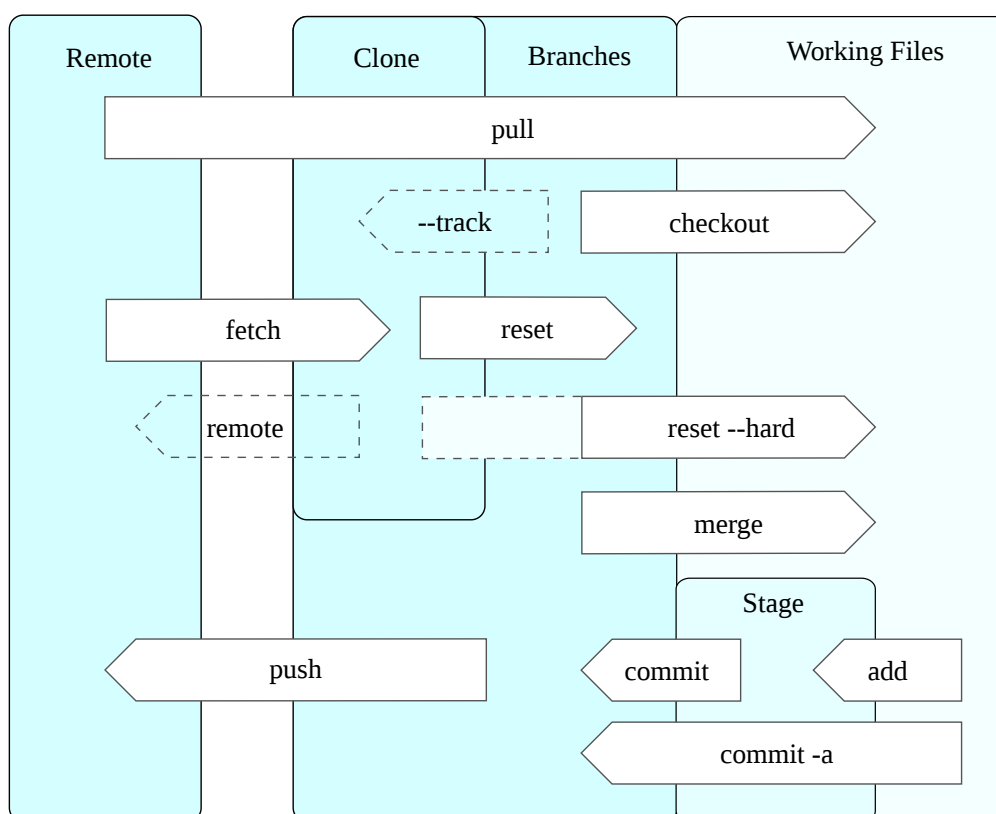 Remote
Clone
Branches
Working Files
pull
--track
checkout
fetch
reset
remote
reset --hard
merge
Stage
push
commit
add
commit -a